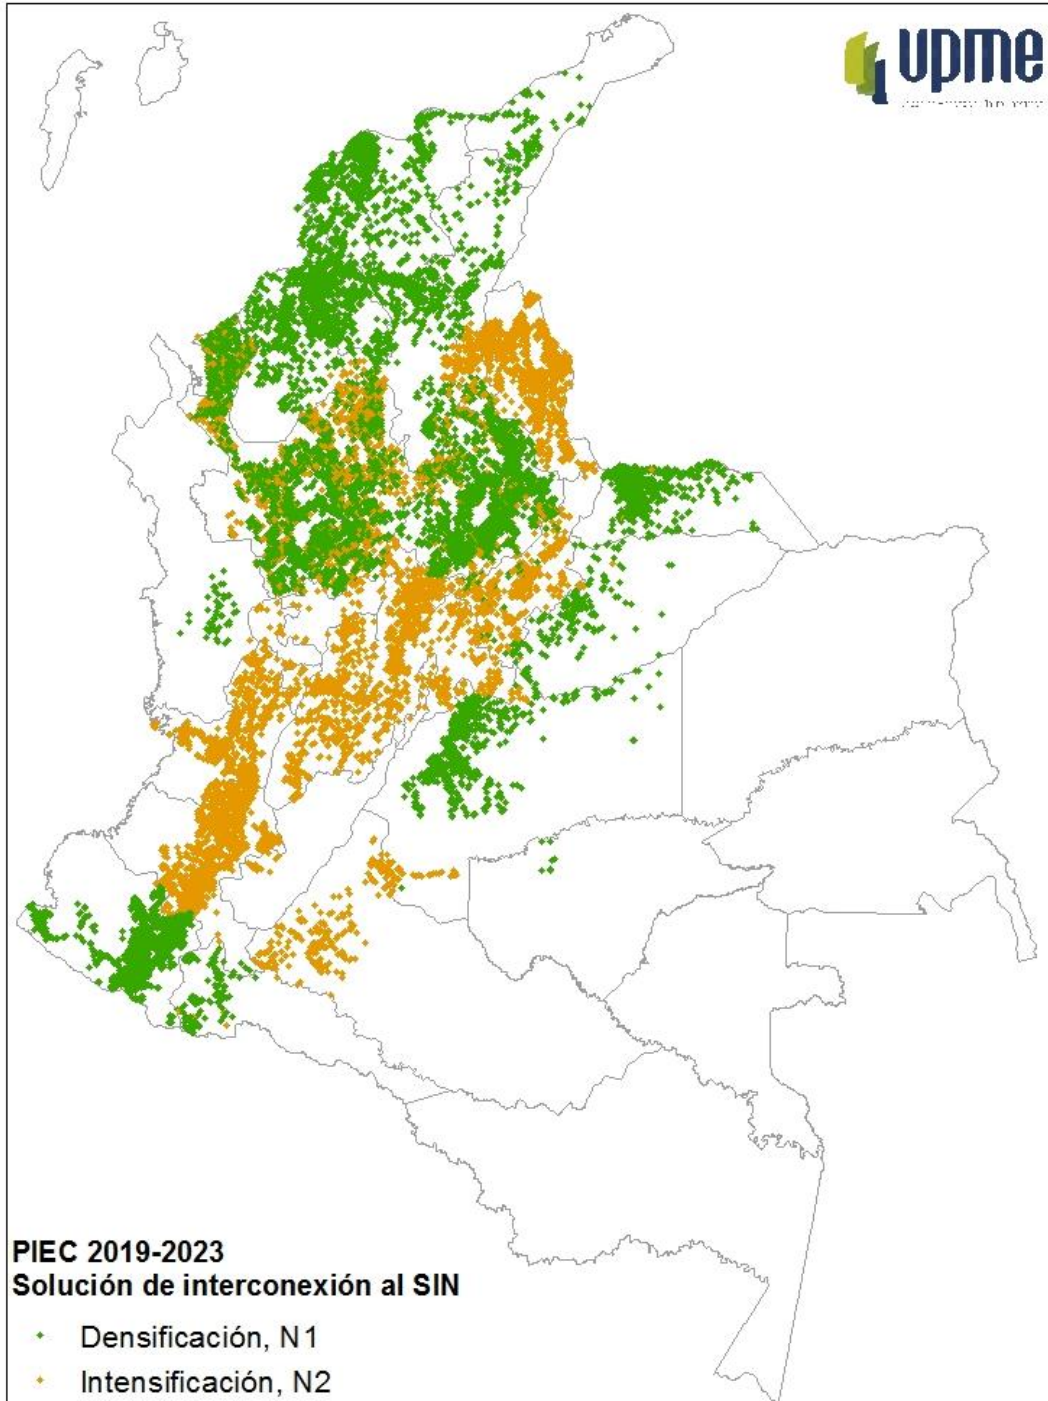 upme
PIEC 2019-2023
Solución de interconexión al SIN
Densificación, N1
Intensificación, N2